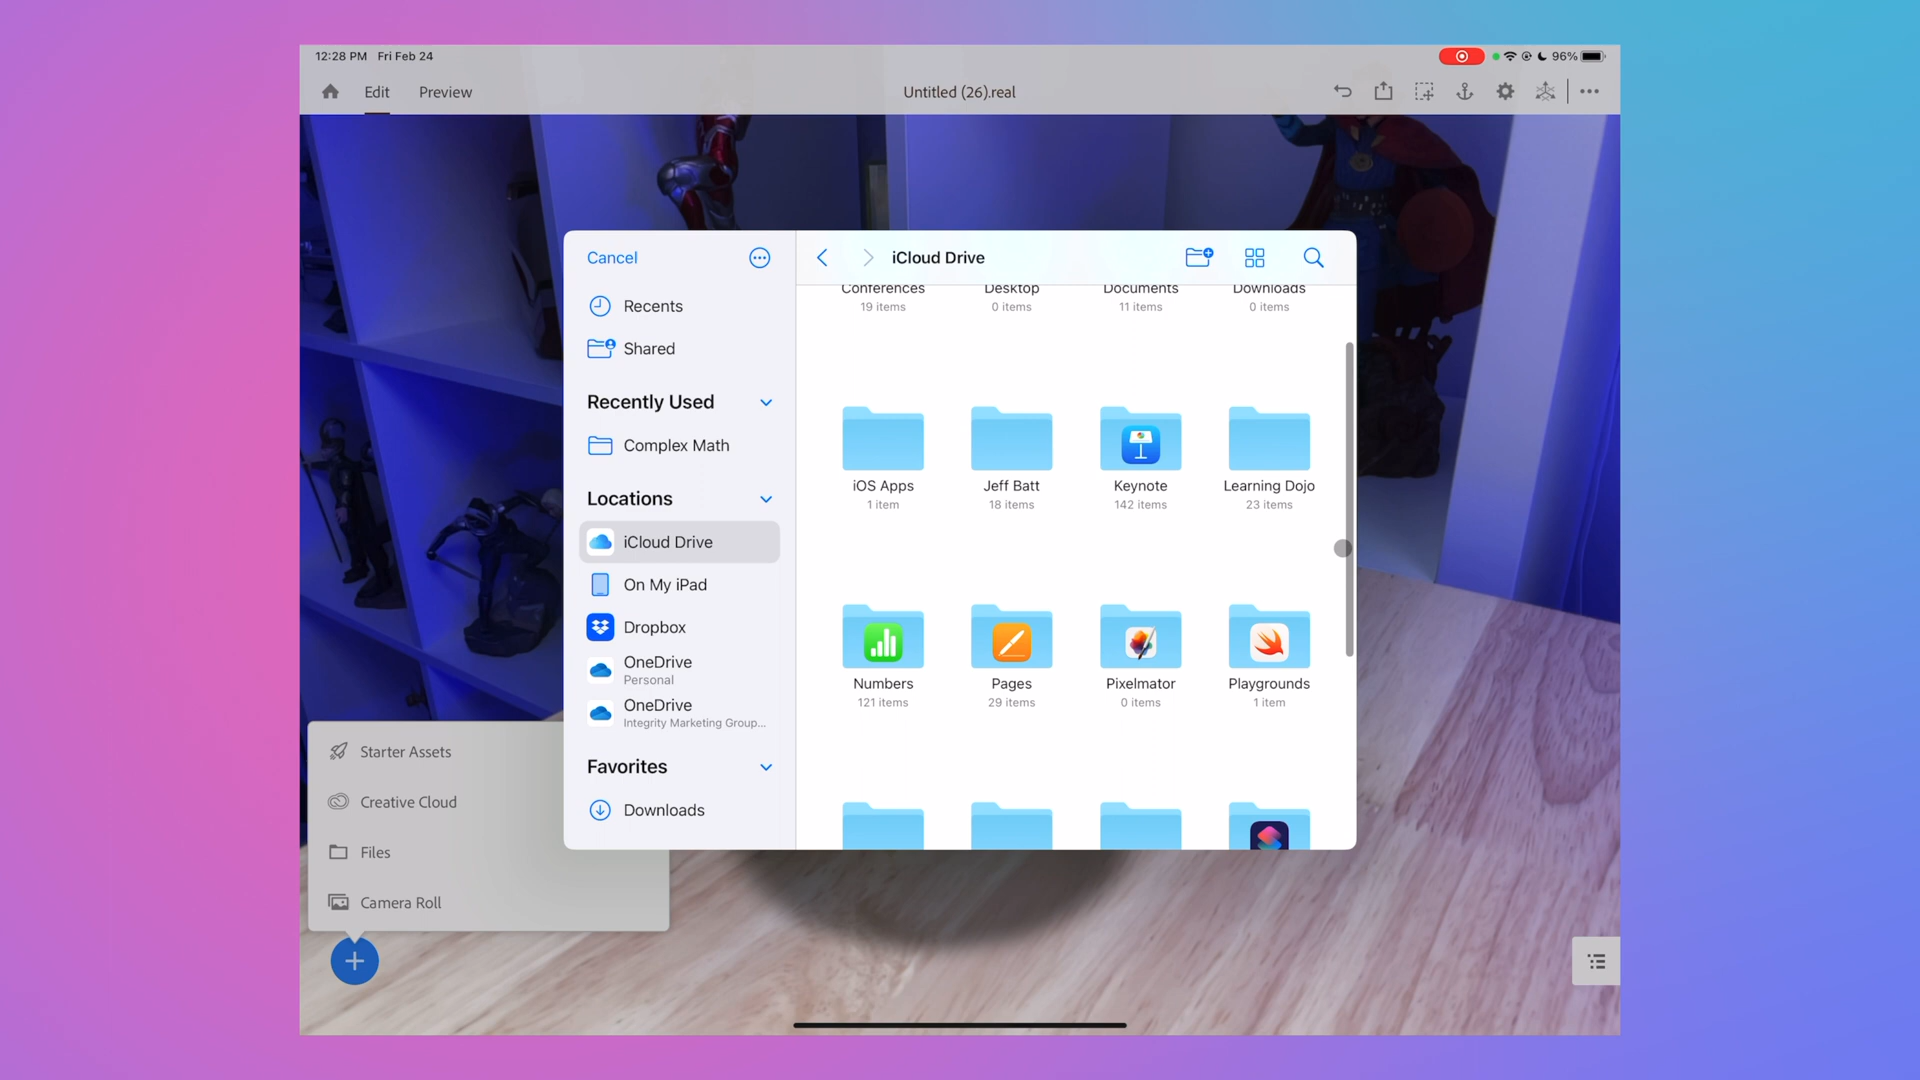 12:28 PM Fri Feb 24
96%
Edit Preview
Untitled (26).real
Cancel
iCloud Drive
Recents
Shared
Recently Used
Complex Math
Locations
iCloud Drive
On My iPad
Dropbox
OneDrive
Personal
OneDrive
Integrity Marketing Group...
Favorites
Downloads
Conferences Desktop Documents Downloads
19 items 0 items 11 items 0 items
iOS Apps Jeff Batt Keynote Learning Dojo
1 item 18 items 142 items 23 items
Numbers Pages Pixelmator Playgrounds
121 items 29 items 0 items 1 item
Starter Assets
Creative Cloud
Files
Camera Roll